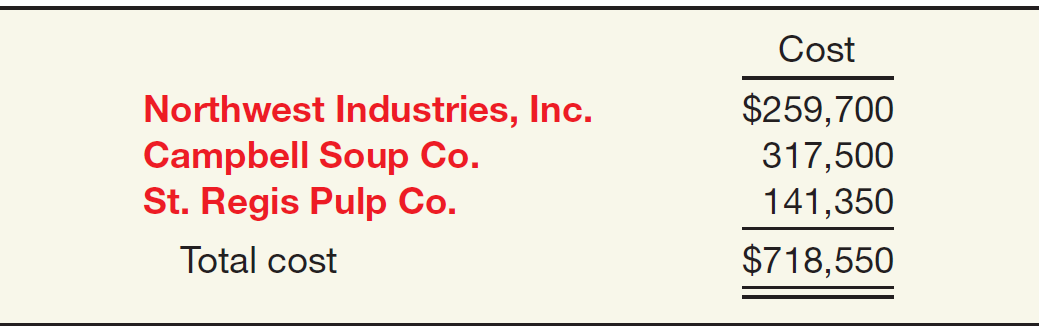 Cost
Northwest Industries, Inc. $259,700
Campbell Soup Co. 317,500
St. Regis Pulp Co. 141,350
Total cost $718,550